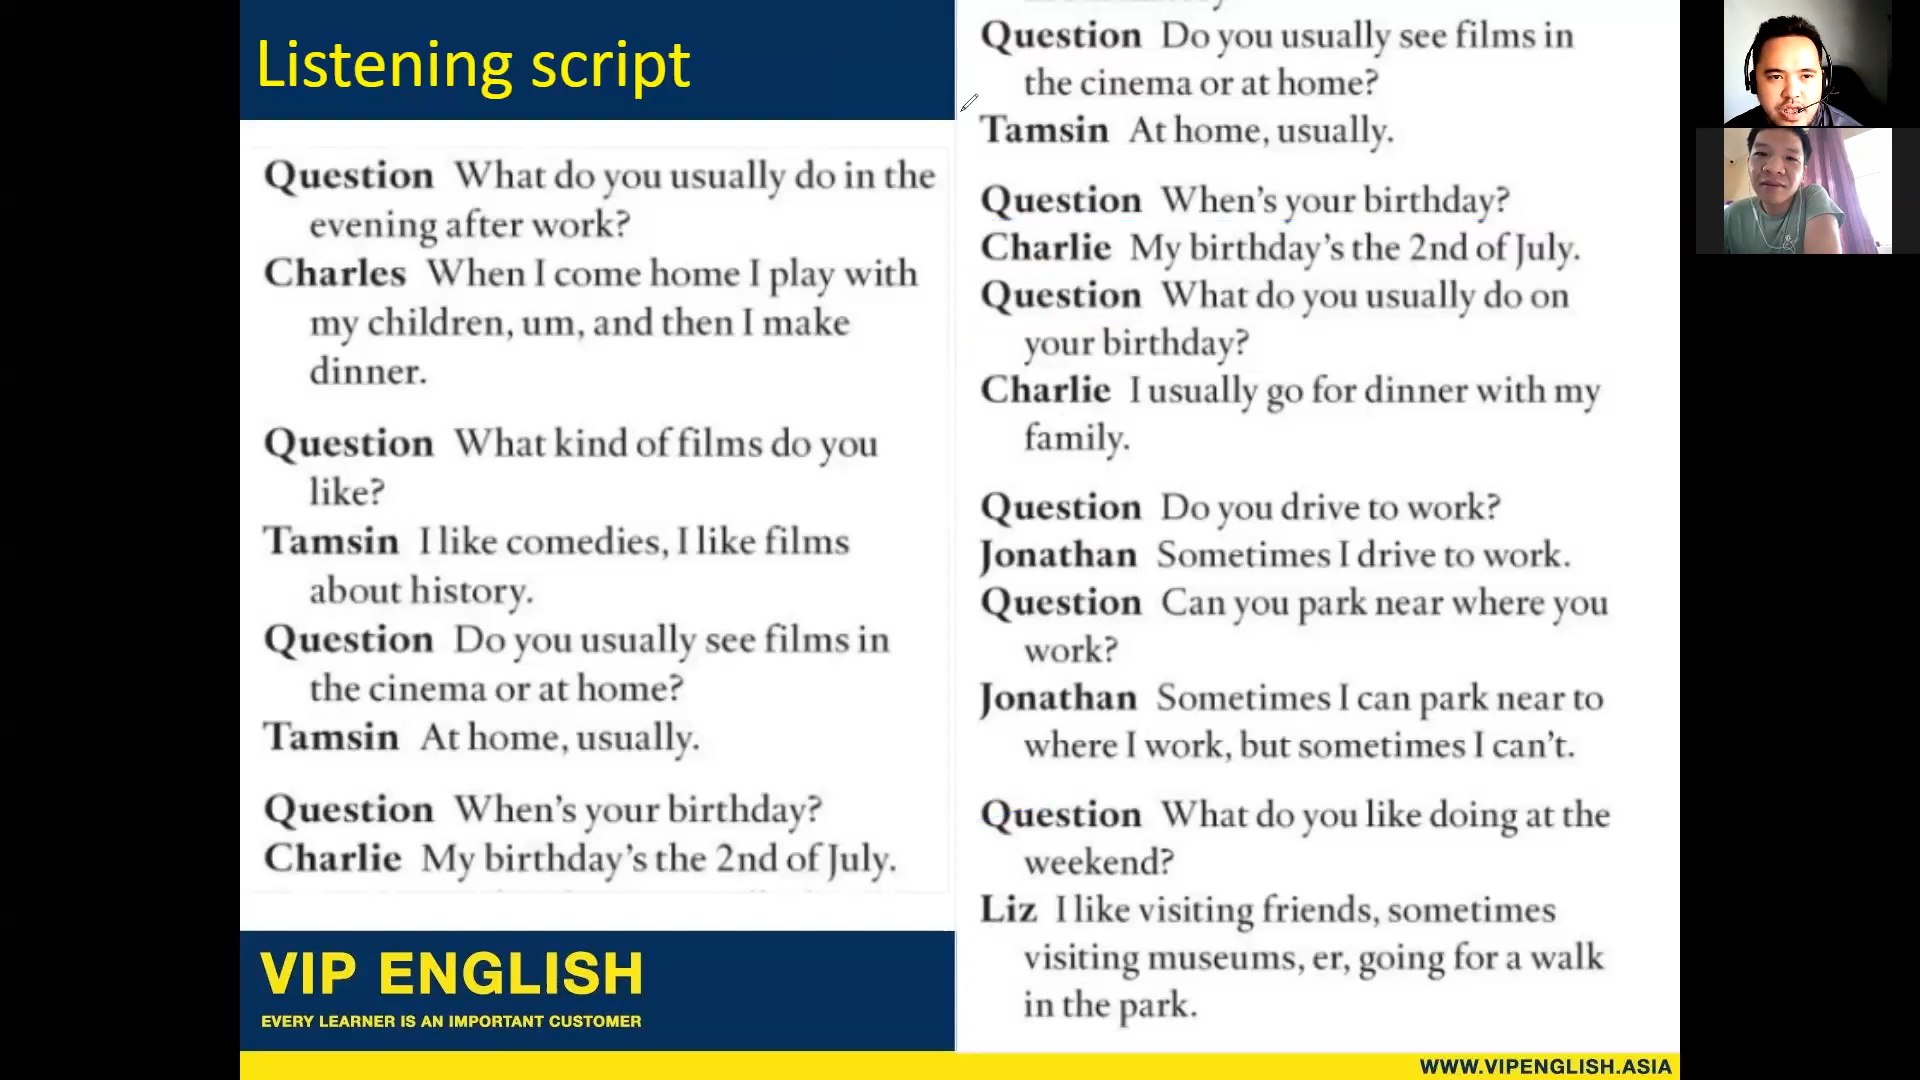 Listening script
Question What do you usually do in the
evening after work?
Charles When I come home I play with
my children, um, and then I make
dinner.
Question What kind of films do you
like?
Tamsin I like comedies, I like films
about history.
Question Do you usually see films in
the cinema or at home?
Tamsin At home, usually.
Question When's your birthday?
Charlie My birthday's the 2nd of July.
VIP ENGLISH
EVERY LEARNER IS AN IMPORTANT CUSTOMER
Question Do you usually see films in
the cinema or at home?
Tamsin At home, usually.
Question When's your birthday?
Charlie My birthday's the 2nd of July.
Question What do you usually do on
your birthday?
Charlie I usually go for dinner with my
family.
Question Do you drive to work?
Jonathan Sometimes I drive to work.
Question Can you park near where you
work?
Jonathan Sometimes I can park near to
where I work, but sometimes I can't.
Question What do you like doing at the
weekend?
Liz I like visiting friends, sometimes
visiting museums, er, going for a walk
in the park.
WWW.VIPENGLISH.ASIA